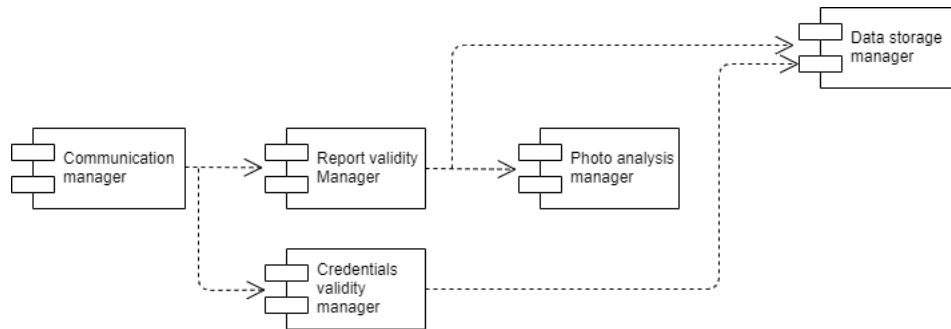 Data storage
manager
Communication
manager
Report validity
Manager
Photo analysis
manager
Credentials
validity
manager